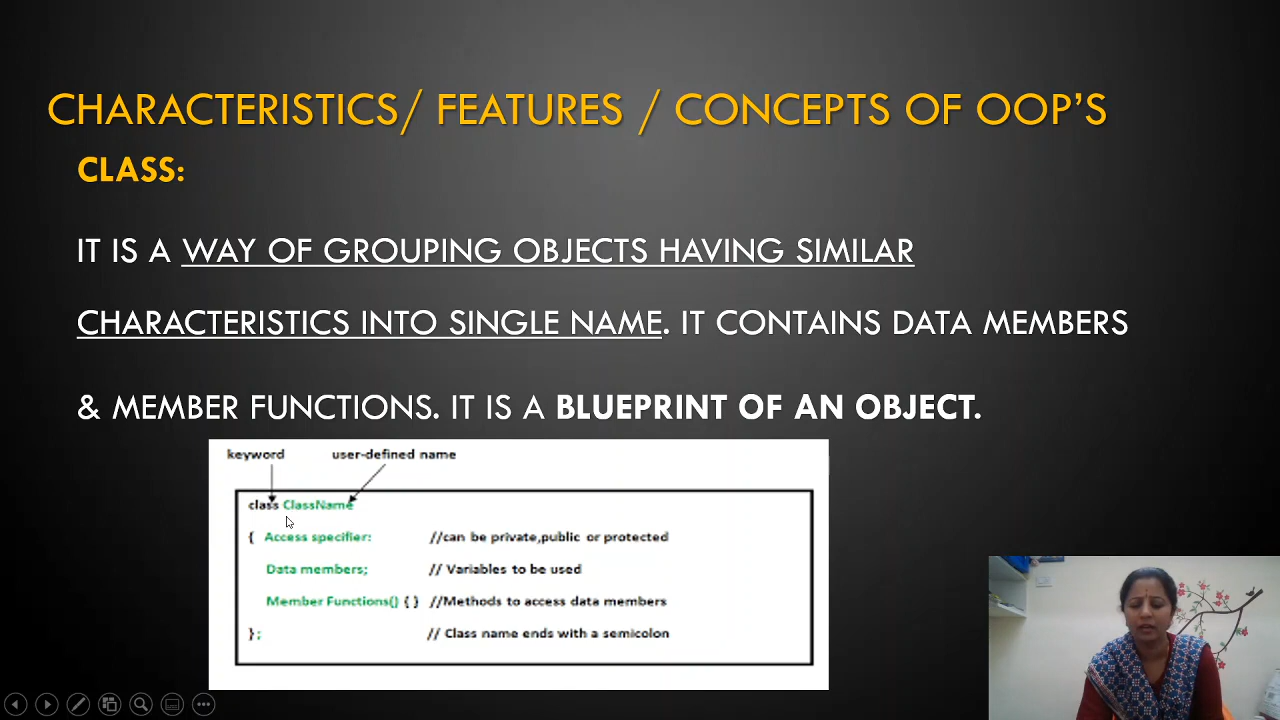 CHARACTERISTICS/ FEATURES / CONCEPTS OF OOP'S
CLASS:
IT IS A WAY OF GROUPING OBJECTS HAVING SIMILAR
CHARACTERISTICS INTO SINGLE NAME. IT CONTAINS DATA MEMBERS
& MEMBER FUNCTIONS. IT IS A BLUEPRINT OF AN OBJECT.
keyword user-defined name
class ClassName
{ Access specifier: //can be private,public or protected
Data members; // Variables to be used
Member Functions() { } //Methods to access data members
}; // Class name ends with a semicolon